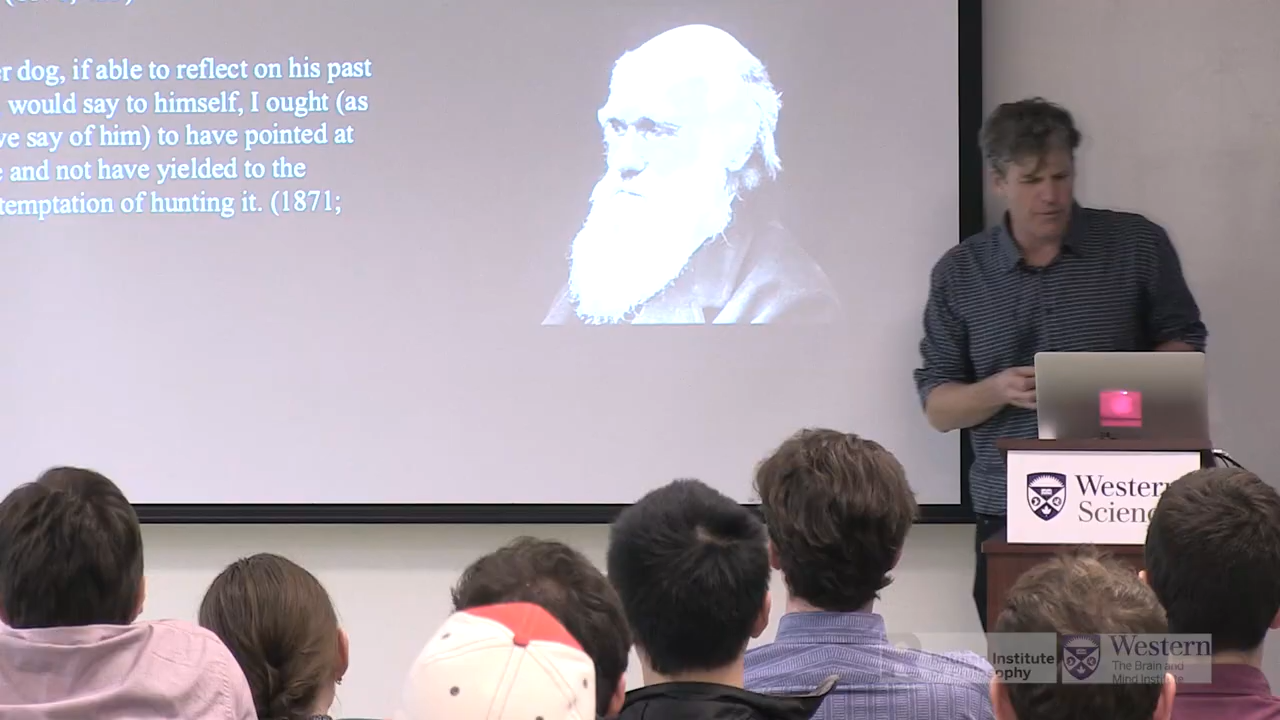 dog, if able to reflect on his past
would say to himself, I ought (as
say of him) to have pointed at
and not have yielded to the
temptation of hunting it. (1871;
Western
Institute
Western
The Brain and
Mind Institute